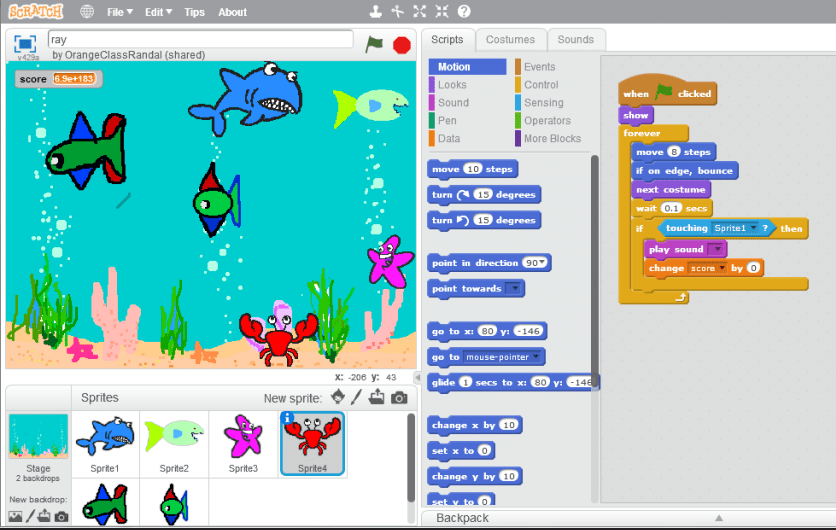 SCRATCH File Edit Tips About
ray
v429a by OrangeClassRandal (shared)
score 6.9e+183
x: -206 y: 43
Sprites New sprite:
Stage
2 backdrops
New backdrop:
Sprite1 Sprite2 Sprite3 Sprite4
Scripts Costumes Sounds
Motion Events
Looks Control
Sound Sensing
Pen Operators
Data More Blocks
move 10 steps
turn 15 degrees
turn 15 degrees
point in direction 90
point towards
go to x: 80 y: -146
go to mouse-pointer
glide 1 secs to x: 80 y: -146
change x by 10
set x to 0
change y by 10
set y to 0
when clicked
show
forever
move 8 steps
if on edge, bounce
next costume
wait 0.1 secs
if touching Sprite1 ? then
play sound
change score by 0
Backpack